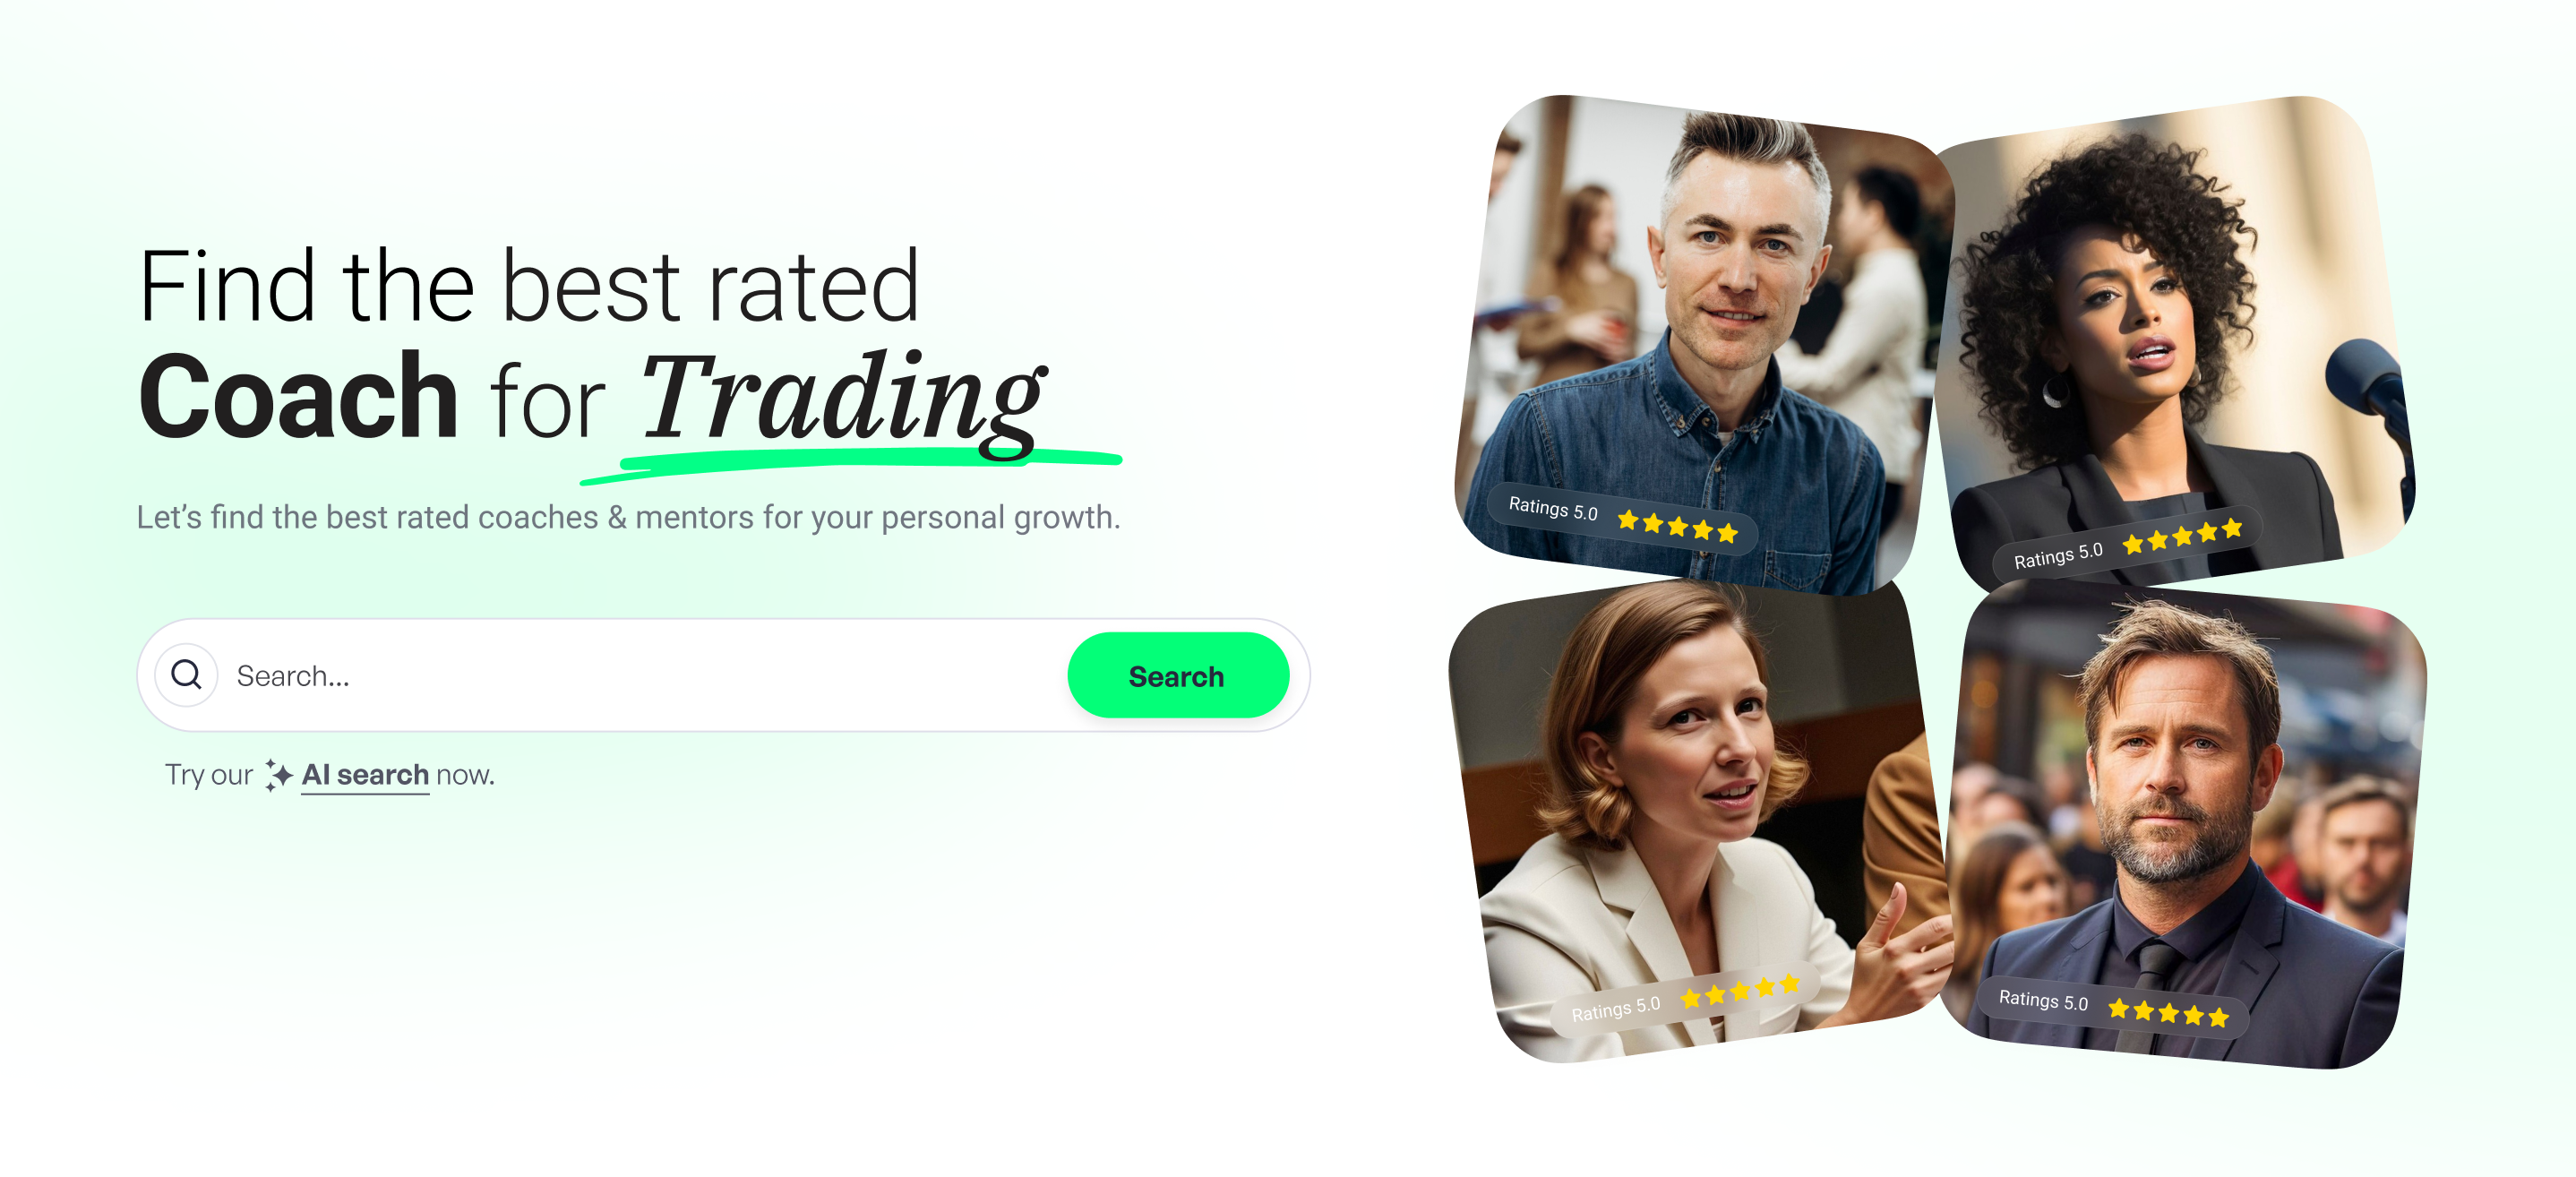 Find the best rated
Coach for Trading
Let’s find the best rated coaches & mentors for your personal growth.
Search...
Search
Try our AI search now.
Ratings 5.0
Ratings 5.0
Ratings 5.0
Ratings 5.0